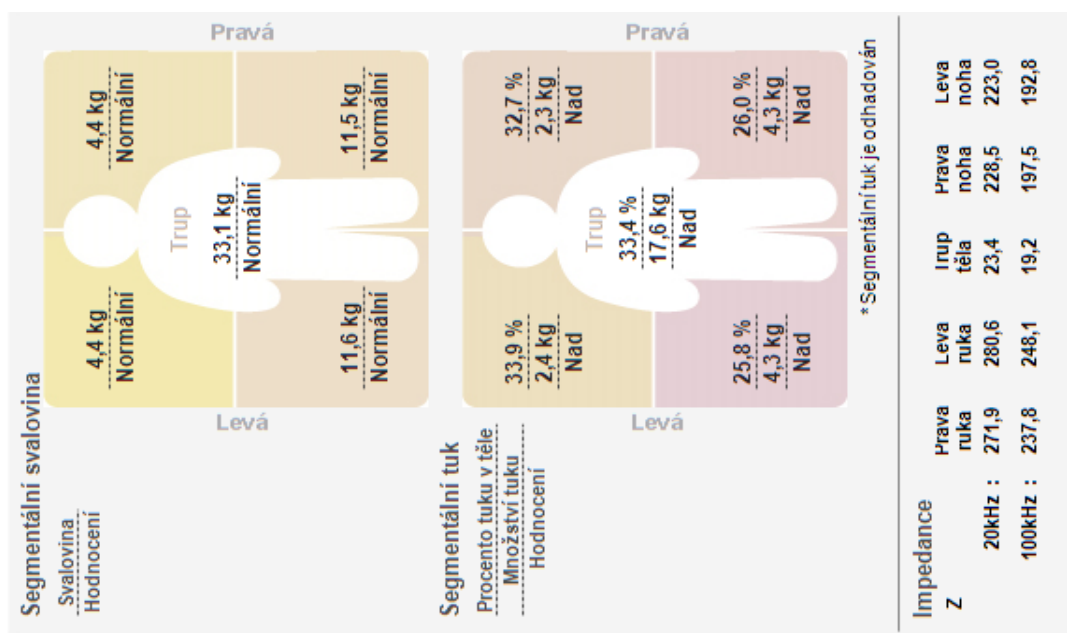 Segmentální svalovina
Svalovina
Hodnocení
Levá
Pravá
4,4 kg
Normální
4,4 kg
Normální
Trup
33,1 kg
Normální
11,6 kg
Normální
11,5 kg
Normální
Segmentální tuk
Procento tuku v těle
Množství tuku
Hodnocení
Levá
Pravá
33,9 %
2,4 kg
Nad
32,7 %
2,3 kg
Nad
Trup
33,4 %
17,6 kg
Nad
25,8 %
4,3 kg
Nad
26,0 %
4,3 kg
Nad
* Segmentální tuk je odhadován
Impedance
Z
Prava ruka Leva ruka Irup těla Prava noha Leva noha
20kHz : 271,9 280,6 23,4 228,5 223,0
100kHz : 237,8 248,1 19,2 197,5 192,8